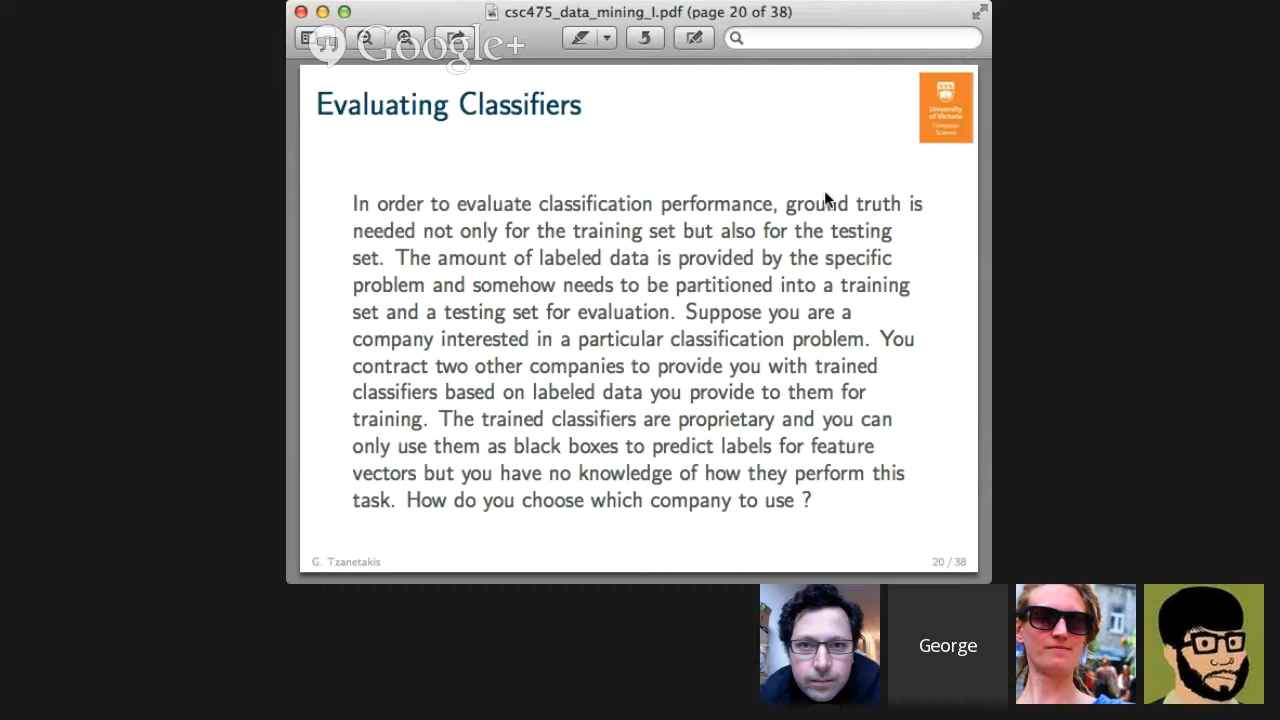 csc475_data_mining_I.pdf (page 20 of 38)
Google+
Evaluating Classifiers
University
of Victoria
Computer
Science
In order to evaluate classification performance, ground truth is
needed not only for the training set but also for the testing
set. The amount of labeled data is provided by the specific
problem and somehow needs to be partitioned into a training
set and a testing set for evaluation. Suppose you are a
company interested in a particular classification problem. You
contract two other companies to provide you with trained
classifiers based on labeled data you provide to them for
training. The trained classifiers are proprietary and you can
only use them as black boxes to predict labels for feature
vectors but you have no knowledge of how they perform this
task. How do you choose which company to use ?
G. Tzanetakis
20 / 38
George